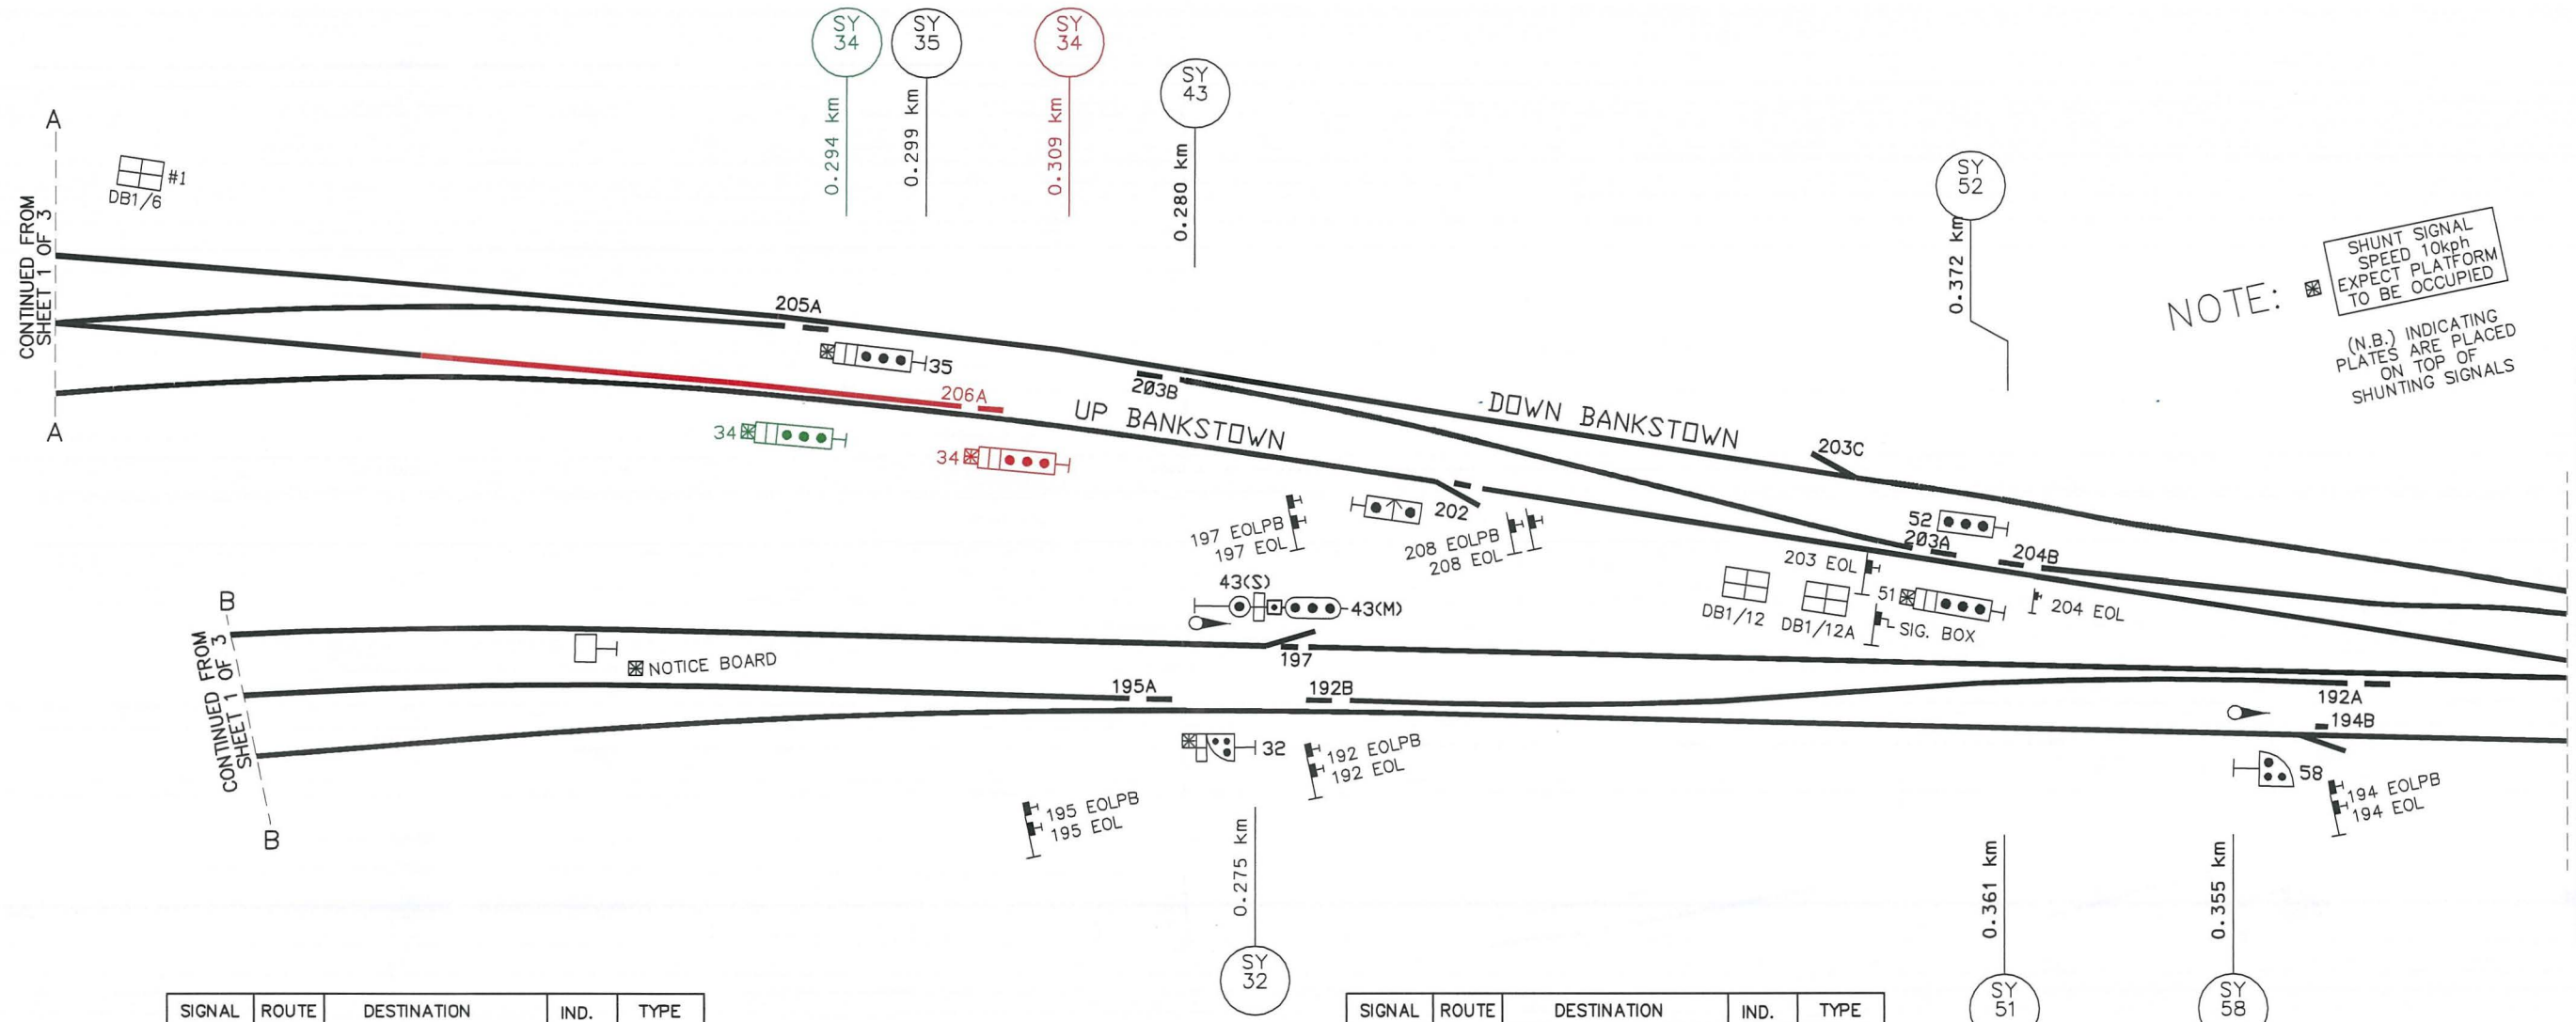 SY
34
SY
35
SY
34
SY
43
SY
52
0.294 km
0.299 km
0.309 km
0.280 km
0.372 km
A
#1
DB1/6
CONTINUED FROM
SHEET 1 OF 3
A
205A
35
206A
34
34
203B
UP BANKSTOWN
DOWN BANKSTOWN
203C
NOTE:
SHUNT SIGNAL
SPEED 10kph
EXPECT PLATFORM
TO BE OCCUPIED
(N.B.) INDICATING
PLATES ARE PLACED
ON TOP OF
SHUNTING SIGNALS
197 EOLPB
197 EOL
202
208 EOLPB
208 EOL
52
203A
204B
203 EOL
51
204 EOL
DB1/12
DB1/12A
SIG. BOX
B
43(S)
43(M)
CONTINUED FROM
SHEET 1 OF 3
NOTICE BOARD
197
195A
192B
192A
194B
32
192 EOLPB
192 EOL
58
194 EOLPB
194 EOL
195 EOLPB
195 EOL
B
0.275 km
0.361 km
0.355 km
SY
32
SY
51
SY
58
SIGNAL ROUTE DESTINATION IND. TYPE
SIGNAL ROUTE DESTINATION IND. TYPE